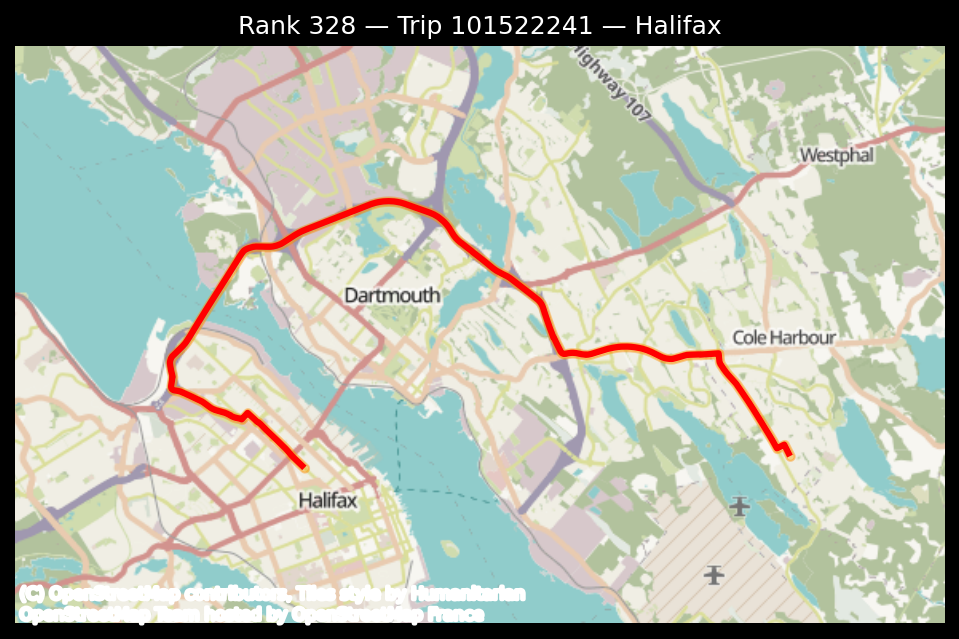 Rank 328 — Trip 101522241 — Halifax
Highway 107
Westphal
Dartmouth
Cole Harbour
Halifax
(C) OpenStreetMap contributors, Tiles style by Humanitarian
OpenStreetMap Team hosted by OpenStreetMap France